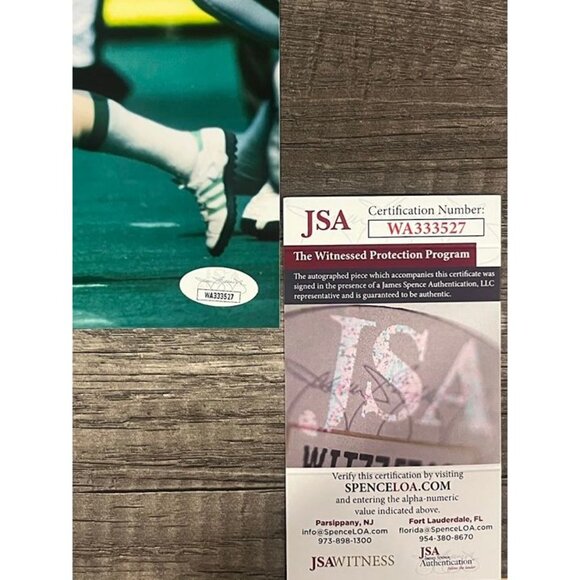 WA333527
JSA
Certification Number:
WA333527
The Witnessed Protection Program
The autographed piece which accompanies this certificate was
signed in the presence of a James Spence Authentication, LLC
representative and is guaranteed to be authentic.
JSA
Verify this certification by visiting
SPENCELOA.COM
and entering the alpha-numeric
value indicated above.
Parsippany, NJ
info@SpenceLOA.com
973-898-1300
Fort Lauderdale, FL
florida@SpenceLOA.com
954-380-8670
JSAWITNESS
JSA
James Spence
Authentication